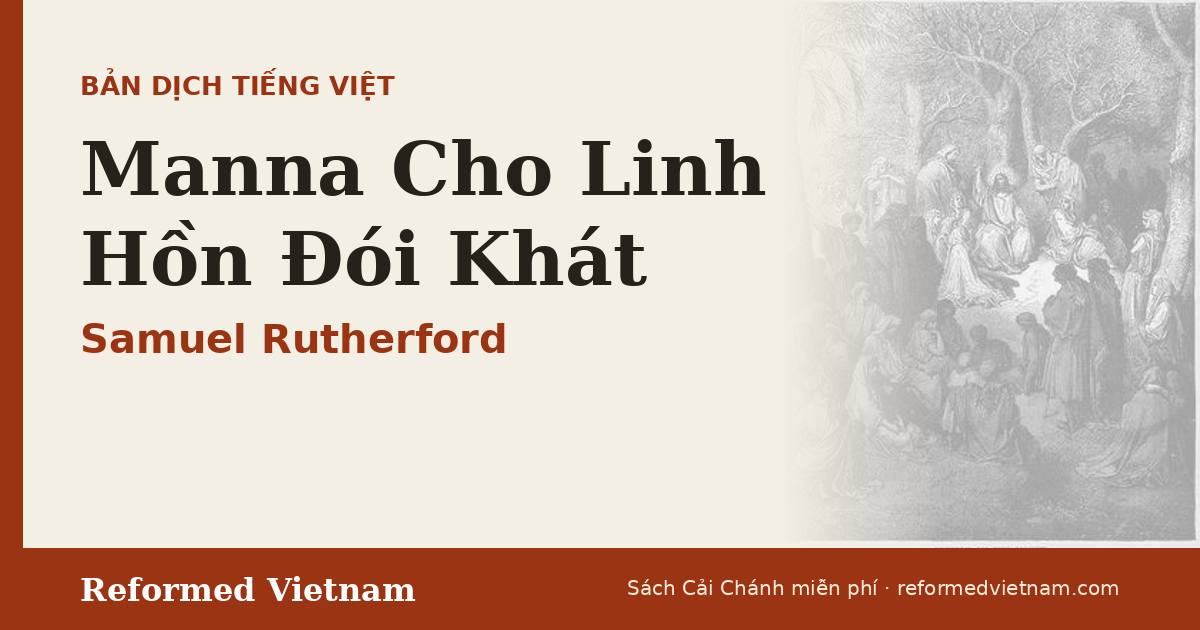 BẢN DỊCH TIẾNG VIỆT
Manna Cho Linh
Hồn Đói Khát
Samuel Rutherford
Reformed Vietnam
Sách Cải Chánh miễn phí · reformedvietnam.com